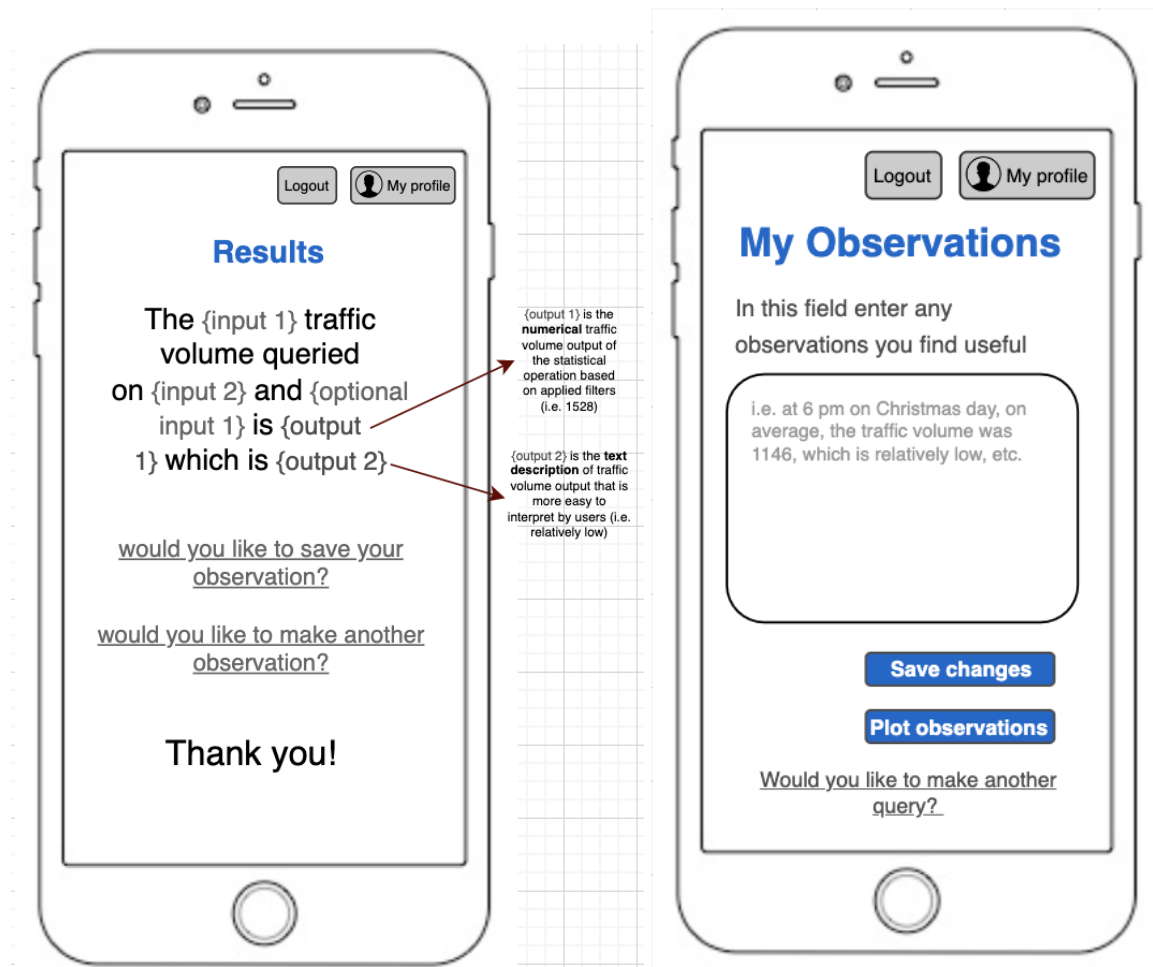 Logout
My profile
Results
The {input 1} traffic
volume queried
on {input 2} and {optional
input 1} is {output
1} which is {output 2}
would you like to save your
observation?
would you like to make another
observation?
Thank you!
{output 1} is the
numerical traffic
volume output of
the statistical
operation based
on applied filters
(i.e. 1528)
{output 2} is the text
description of traffic
volume output that is
more easy to
interpret by users (i.e.
relatively low)
Logout
My profile
My Observations
In this field enter any
observations you find useful
i.e. at 6 pm on Christmas day, on
average, the traffic volume was
1146, which is relatively low, etc.
Save changes
Plot observations
Would you like to make another
query?